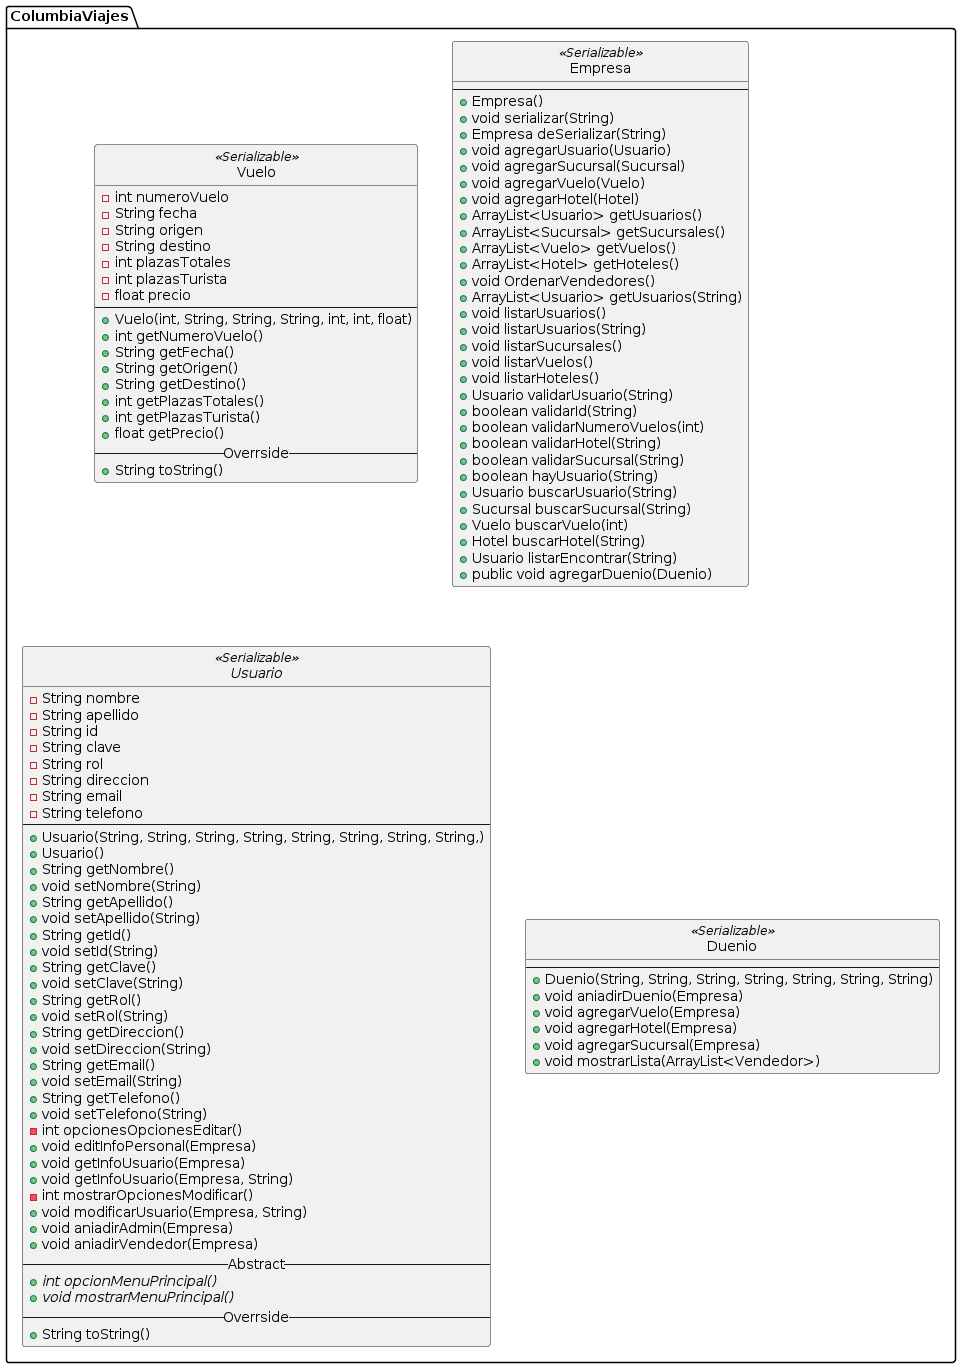 ColumbiaViajes
«Serializable»
Vuelo
int numeroVuelo
String fecha
String origen
String destino
int plazasTotales
int plazasTurista
float precio
Vuelo(int, String, String, String, int, int, float)
int getNumeroVuelo()
String getFecha()
String getOrigen()
String getDestino()
int getPlazasTotales()
int getPlazasTurista()
float getPrecio()
Overrside
String toString()
«Serializable»
Empresa
Empresa()
void serializar(String)
Empresa deSerializar(String)
void agregarUsuario(Usuario)
void agregarSucursal(Sucursal)
void agregarVuelo(Vuelo)
void agregarHotel(Hotel)
ArrayList<Usuario> getUsuarios()
ArrayList<Sucursal> getSucursales()
ArrayList<Vuelo> getVuelos()
ArrayList<Hotel> getHoteles()
void OrdenarVendedores()
ArrayList<Usuario> getUsuarios(String)
void listarUsuarios()
void listarUsuarios(String)
void listarSucursales()
void listarVuelos()
void listarHoteles()
Usuario validarUsuario(String)
boolean validarId(String)
boolean validarNumeroVuelos(int)
boolean validarHotel(String)
boolean validarSucursal(String)
boolean hayUsuario(String)
Usuario buscarUsuario(String)
Sucursal buscarSucursal(String)
Vuelo buscarVuelo(int)
Hotel buscarHotel(String)
Usuario listarEncontrar(String)
public void agregarDuenio(Duenio)
«Serializable»
Usuario
String nombre
String apellido
String id
String clave
String rol
String direccion
String email
String telefono
Usuario(String, String, String, String, String, String, String, String,)
Usuario()
String getNombre()
void setNombre(String)
String getApellido()
void setApellido(String)
String getId()
void setId(String)
String getClave()
void setClave(String)
String getRol()
void setRol(String)
String getDireccion()
void setDireccion(String)
String getEmail()
void setEmail(String)
String getTelefono()
void setTelefono(String)
int opcionesOpcionesEditar()
void editInfoPersonal(Empresa)
void getInfoUsuario(Empresa)
void getInfoUsuario(Empresa, String)
int mostrarOpcionesModificar()
void modificarUsuario(Empresa, String)
void aniadirAdmin(Empresa)
void aniadirVendedor(Empresa)
Abstract
int opcionMenuPrincipal()
void mostrarMenuPrincipal()
Overrside
String toString()
«Serializable»
Duenio
Duenio(String, String, String, String, String, String, String)
void aniadirDuenio(Empresa)
void agregarVuelo(Empresa)
void agregarHotel(Empresa)
void agregarSucursal(Empresa)
void mostrarLista(ArrayList<Vendedor>)